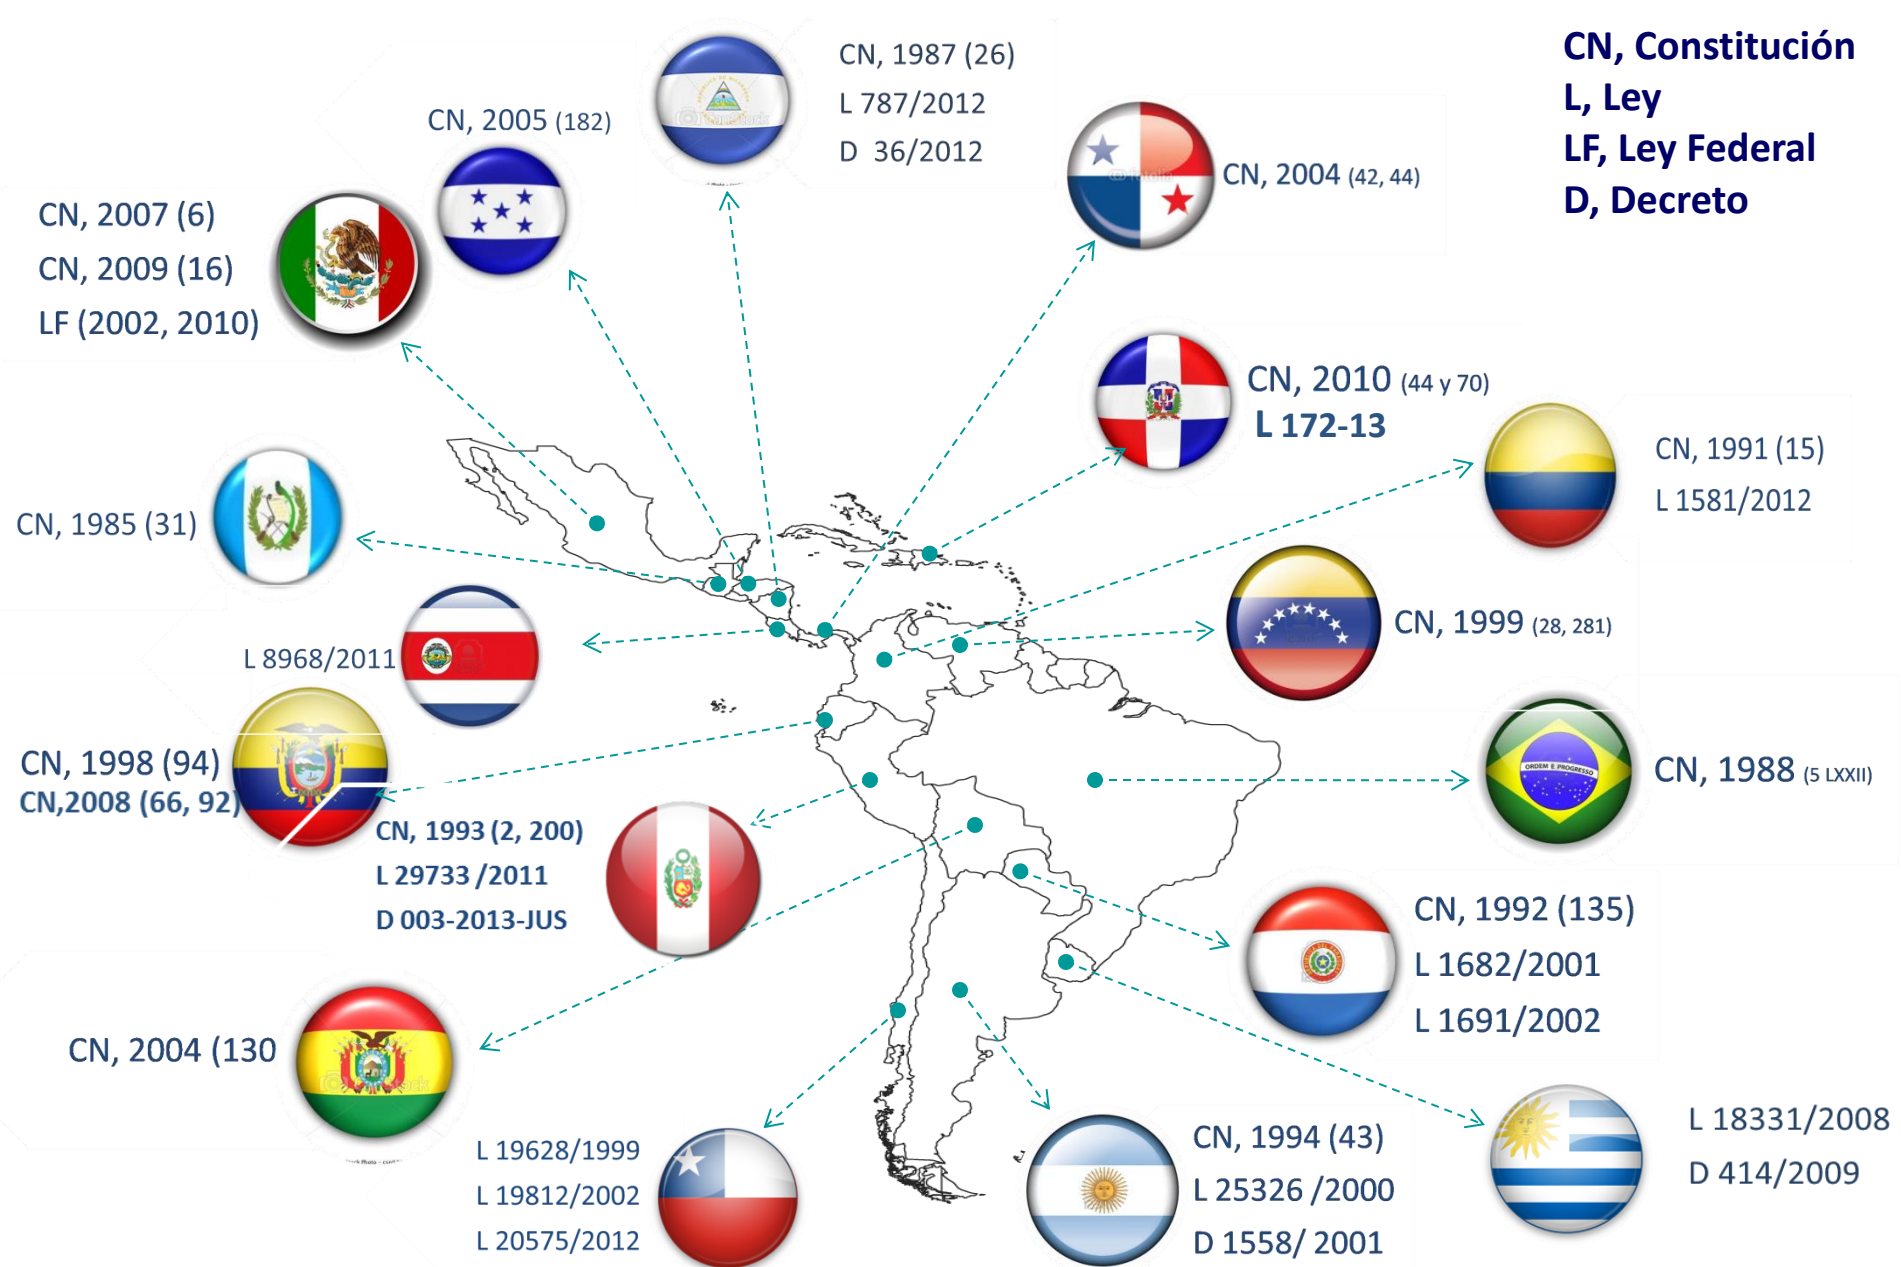 CN, Constitución
L, Ley
LF, Ley Federal
D, Decreto
CN, 1987 (26)
L 787/2012
D 36/2012
CN, 2005 (182)
CN, 2004 (42, 44)
CN, 2007 (6)
CN, 2009 (16)
LF (2002, 2010)
CN, 2010 (44 y 70)
L 172-13
CN, 1991 (15)
L 1581/2012
CN, 1985 (31)
CN, 1999 (28, 281)
L 8968/2011
CN, 1998 (94)
CN,2008 (66, 92)
ORDEM E PROGRESSO
CN, 1988 (5 LXXII)
CN, 1993 (2, 200)
L 29733 /2011
D 003-2013-JUS
CN, 1992 (135)
L 1682/2001
L 1691/2002
CN, 2004 (130
L 19628/1999
L 19812/2002
L 20575/2012
CN, 1994 (43)
L 25326 /2000
D 1558/ 2001
L 18331/2008
D 414/2009